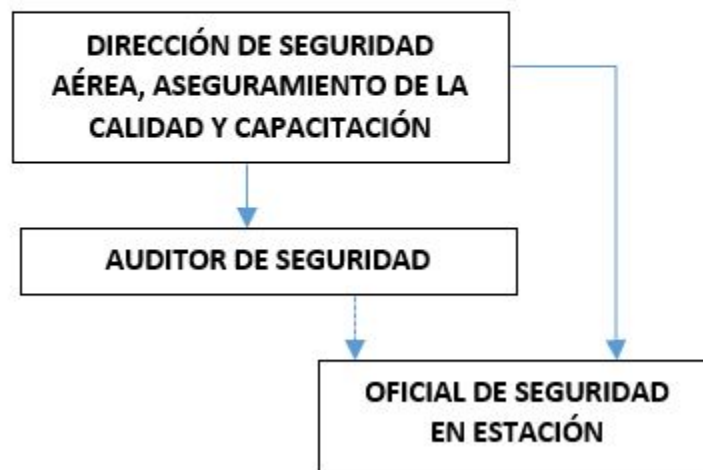 DIRECCIÓN DE SEGURIDAD
AÉREA, ASEGURAMIENTO DE LA
CALIDAD Y CAPACITACIÓN
AUDITOR DE SEGURIDAD
OFICIAL DE SEGURIDAD
EN ESTACIÓN